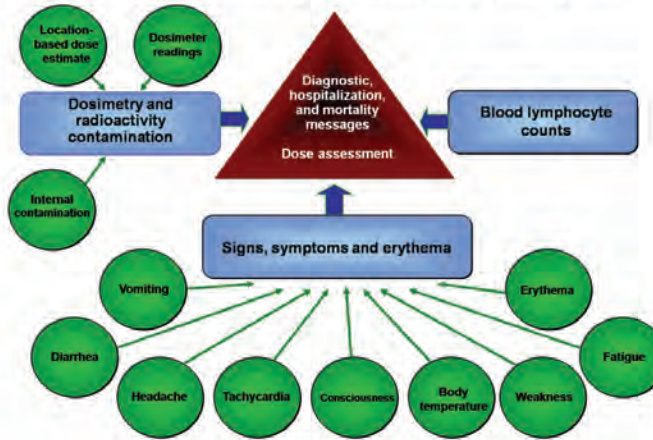 Location-
based dose
estimate
Dosimeter
readings
Diagnostic,
hospitalization,
and mortality
messages
Dose assessment
Dosimetry and
radioactivity
contamination
Blood lymphocyte
counts
Internal
contamination
Signs, symptoms and erythema
Vomiting
Erythema
Diarrhea
Fatigue
Headache
Tachycardia
Consciousness
Body
temperature
Weakness